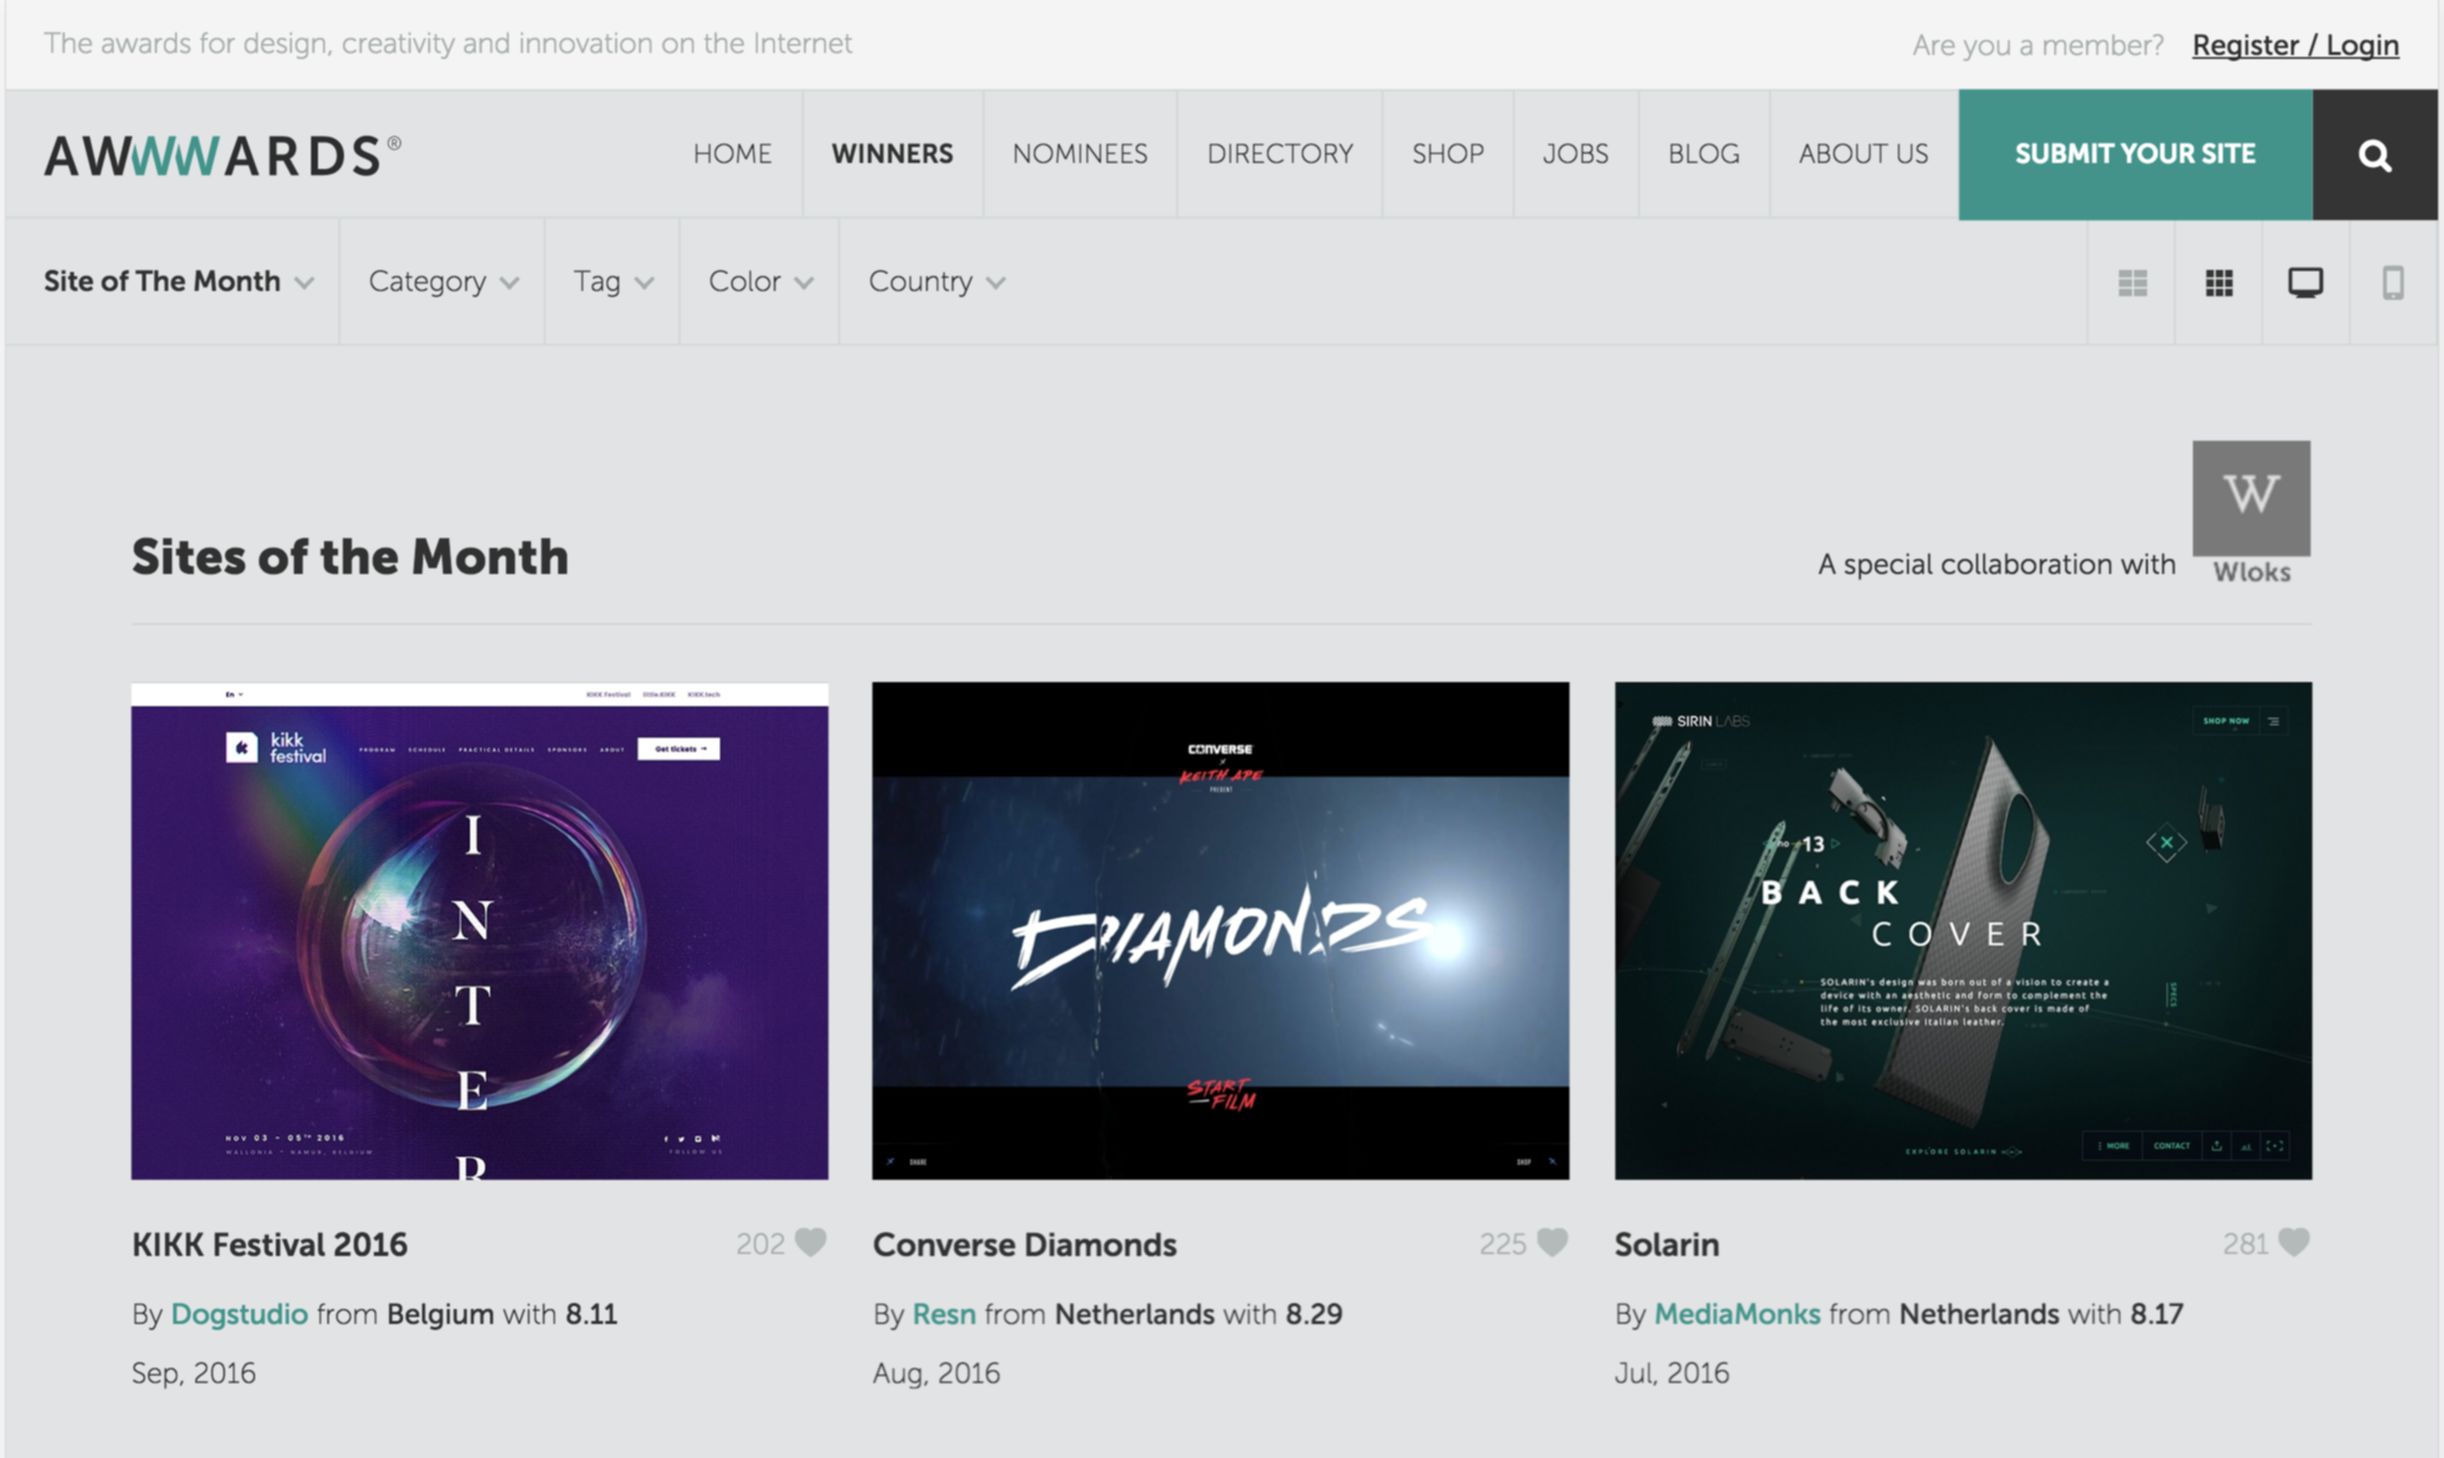 The awards for design, creativity and innovation on the Internet
Are you a member? Register / Login
AWWWARDS®
HOME
WINNERS
NOMINEES
DIRECTORY
SHOP
JOBS
BLOG
ABOUT US
SUBMIT YOUR SITE
Site of The Month
Category
Tag
Color
Country
W
Sites of the Month
A special collaboration with
Wloks
En
KIKK Festival
little KIKK
KIKK tech
kikk
festival
PROGRAM
SCHEDULE
PRACTICAL DETAILS
SPONSORS
ABOUT
Get tickets
I
N
T
E
R
NOV 03 - 05TH 2016
WALLONIA - NAMUR, BELGIUM
FOLLOW US
CONVERSE
x
KEITH APE
PRESENT
DIAMONDS
START
FILM
SHARE
SHOP
SIRIN LABS
SHOP NOW
no
13
BACK
COVER
SOLARIN's design was born out of a vision to create a
device with an aesthetic and form to complement the
life of its owner. SOLARIN's back cover is made of
the most exclusive Italian leather.
SPECS
EXPLORE SOLARIN
MORE
CONTACT
KIKK Festival 2016
202
Converse Diamonds
225
Solarin
281
By Dogstudio from Belgium with 8.11
By Resn from Netherlands with 8.29
By MediaMonks from Netherlands with 8.17
Sep, 2016
Aug, 2016
Jul, 2016